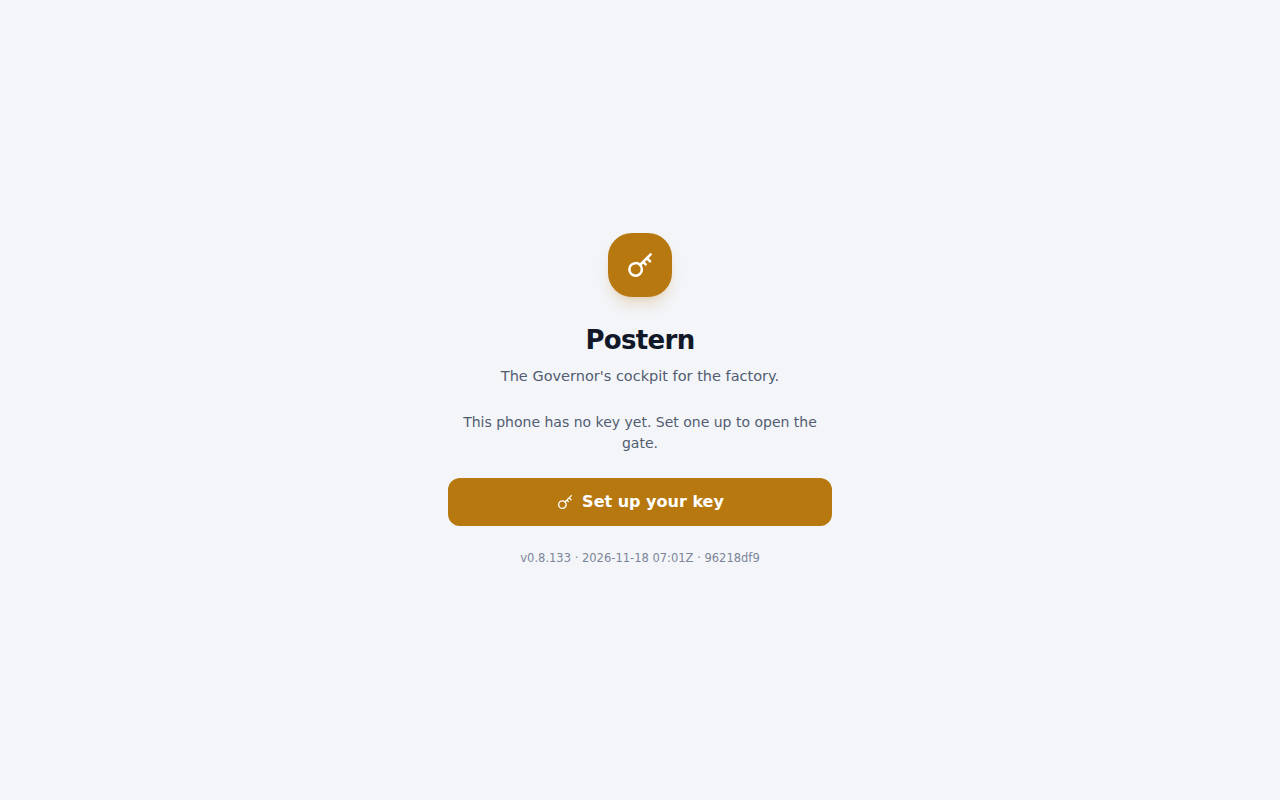 Postern
The Governor's cockpit for the factory.
This phone has no key yet. Set one up to open the
gate.
Set up your key
v0.8.133 · 2026-11-18 07:01Z · 96218df9